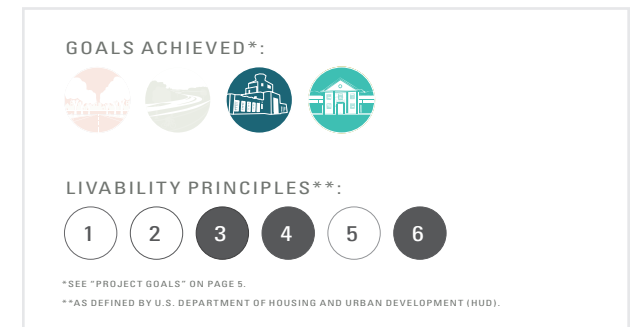 GOALS ACHIEVED*:
LIVABILITY PRINCIPLES**:
1 2 3 4 5 6
*SEE "PROJECT GOALS" ON PAGE 5.
**AS DEFINED BY U.S. DEPARTMENT OF HOUSING AND URBAN DEVELOPMENT (HUD).